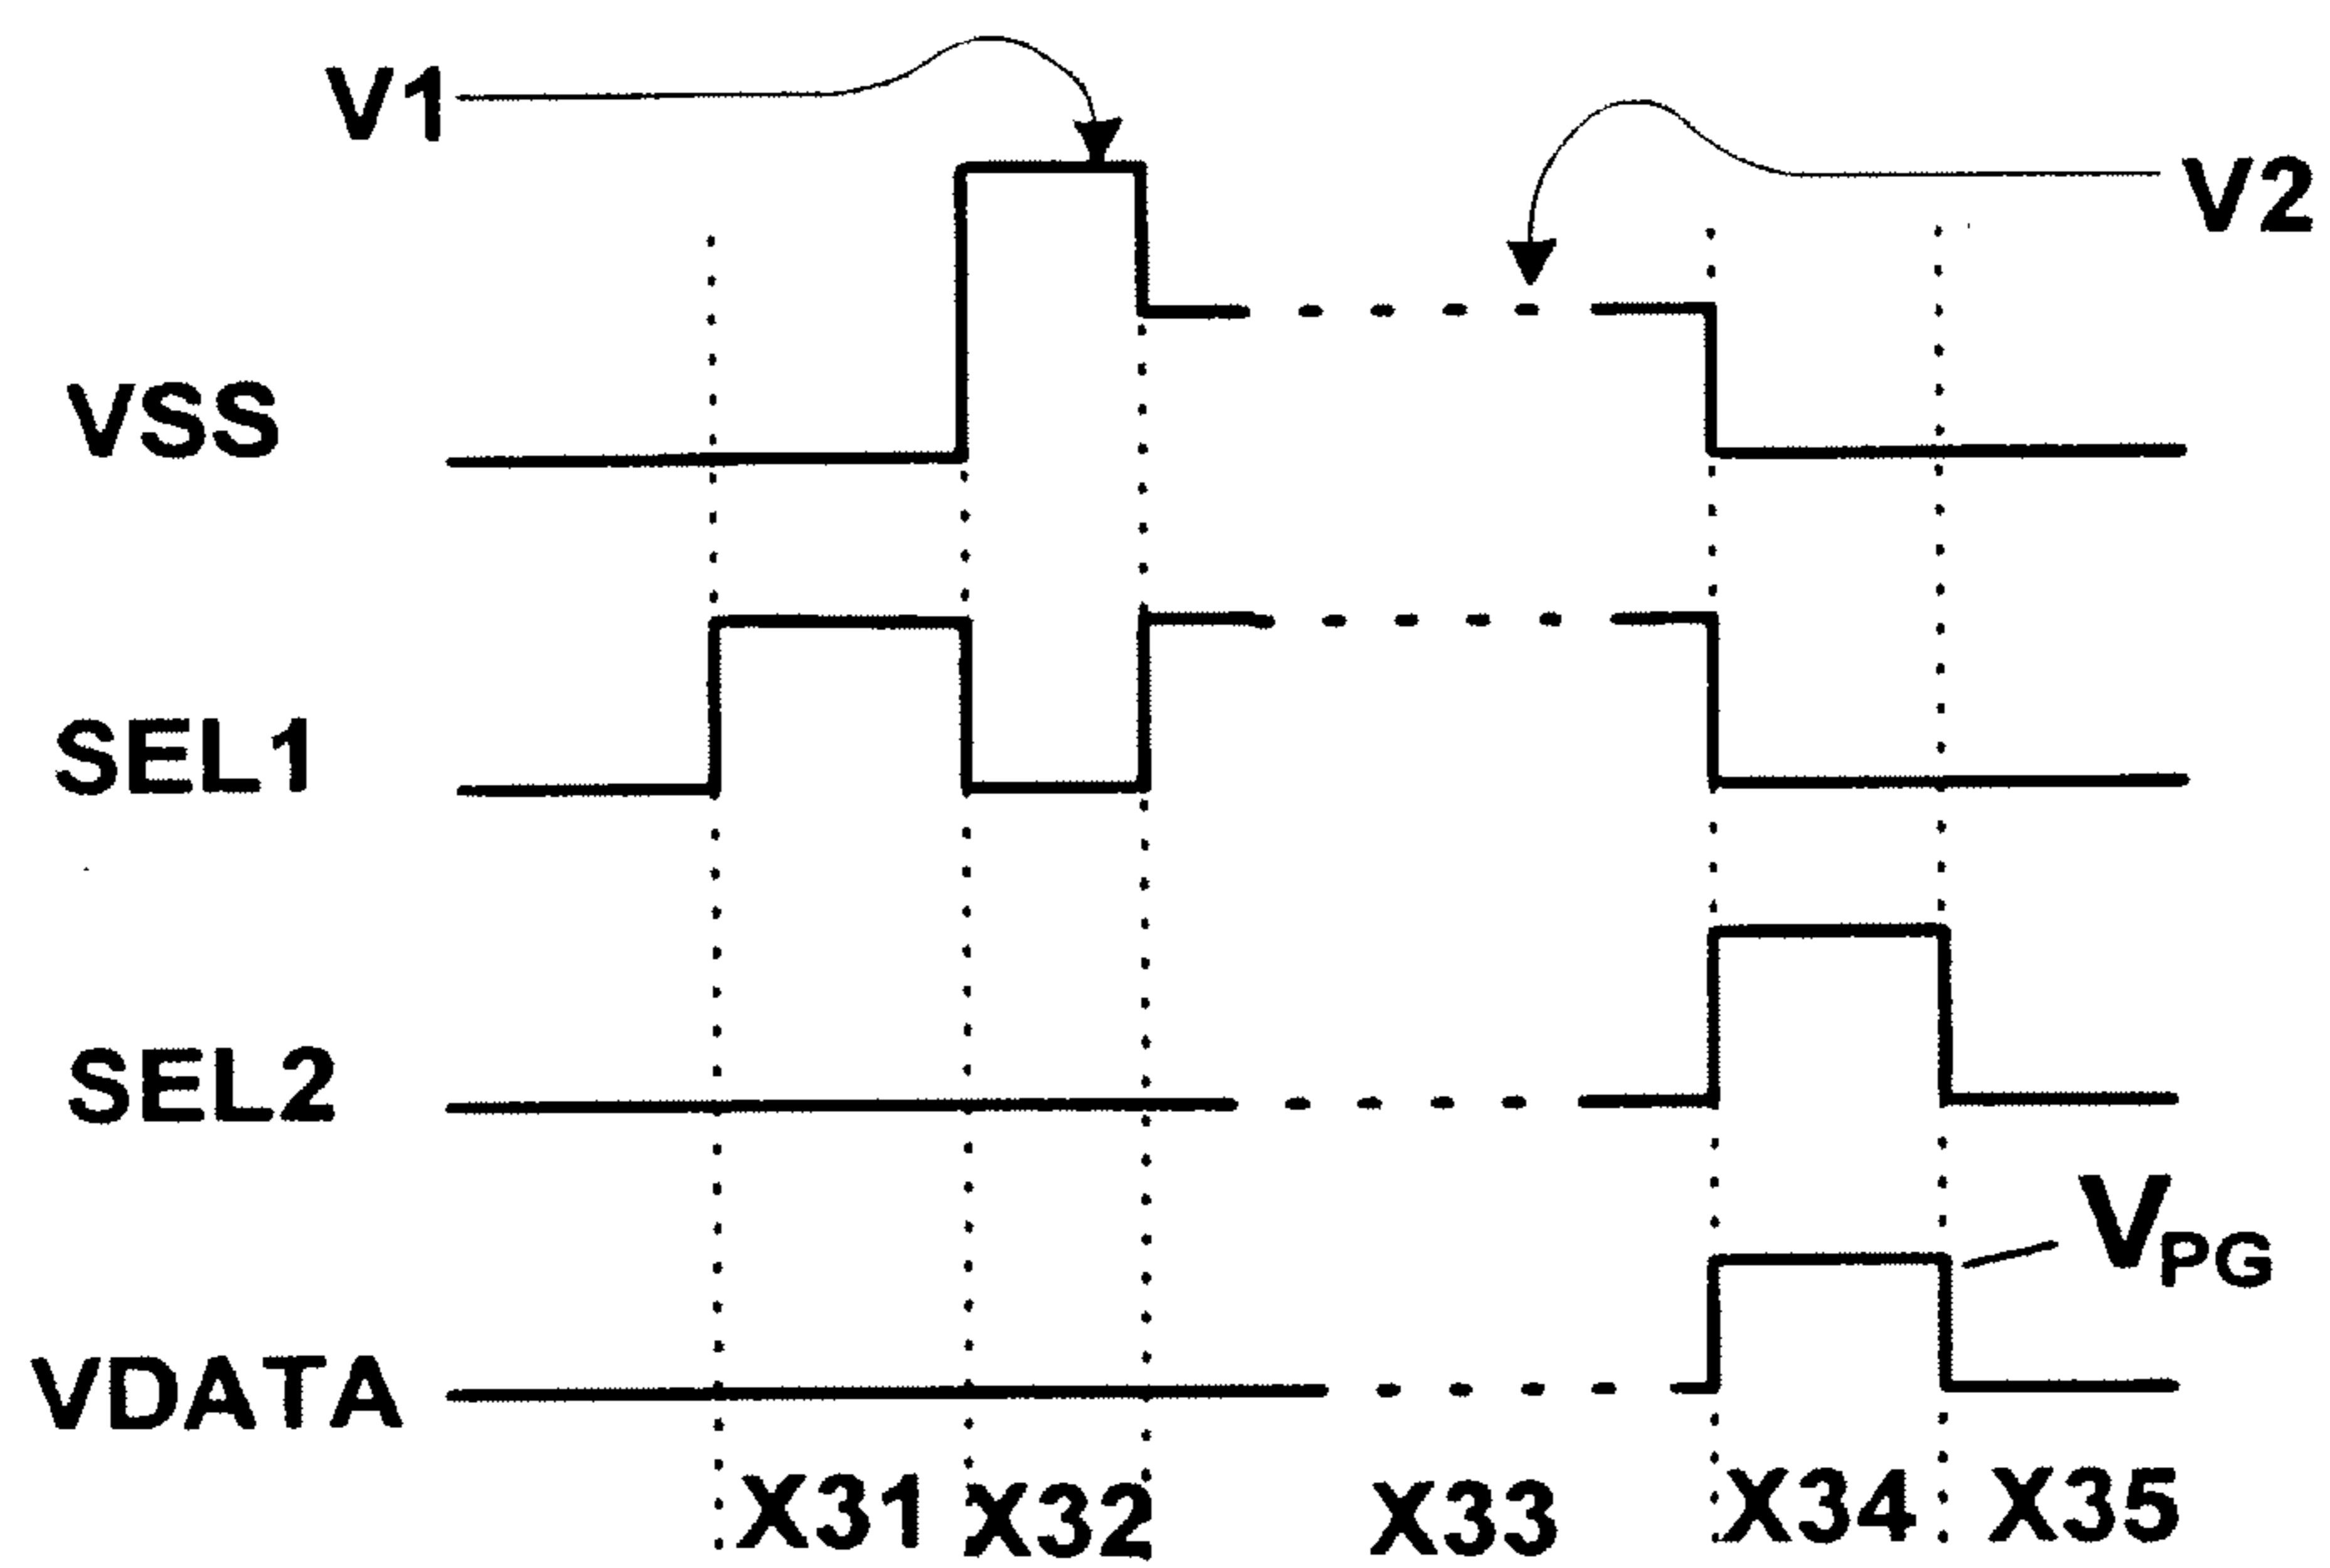 V1
V2
VSS
SEL1
SEL2
VPG
VDATA
X31 X32 X33 X34 X35